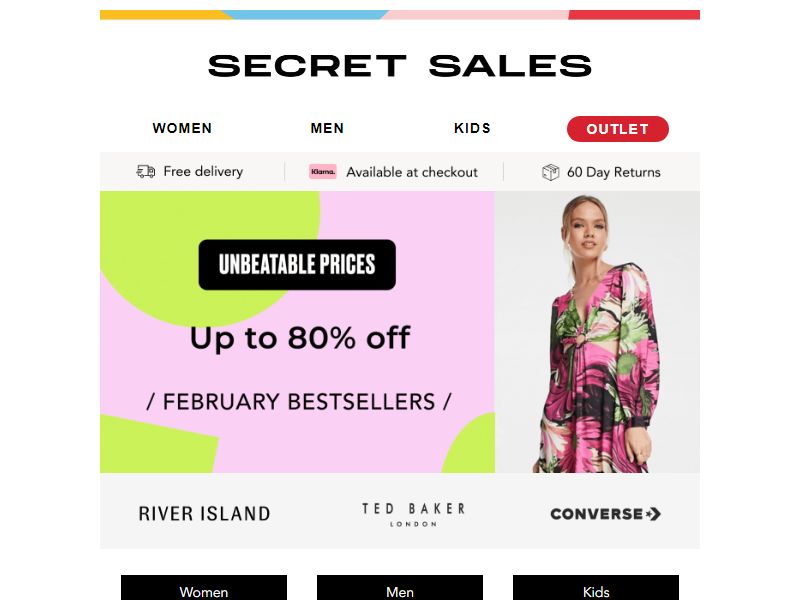 SECRET SALES
WOMEN MEN KIDS OUTLET
Free delivery Klarna. Available at checkout 60 Day Returns
UNBEATABLE PRICES
Up to 80% off
/ FEBRUARY BESTSELLERS /
RIVER ISLAND TED BAKER CONVERSE
LONDON
Women Men Kids